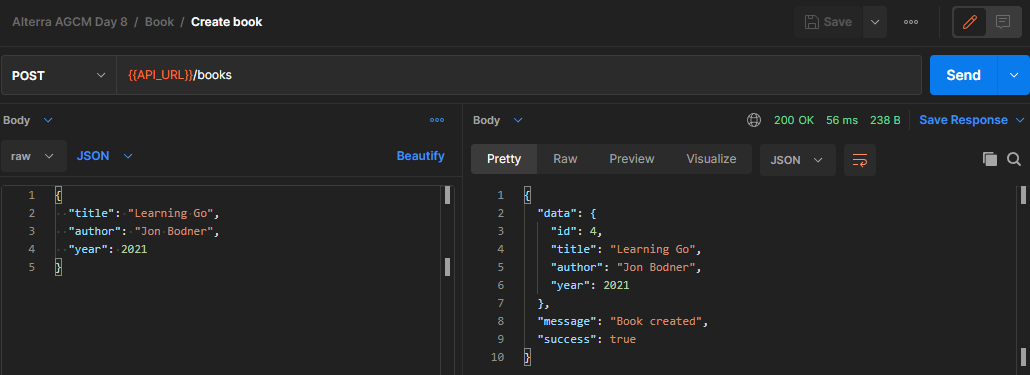 Alterra AGCM Day 8 / Book / Create book
Save
POST
{{API_URL}}/books
Send
Body
raw
JSON
Beautify
1 {
2 "title": "Learning Go",
3 "author": "Jon Bodner",
4 "year": 2021
5 }
Body
200 OK 56 ms 238 B Save Response
Pretty Raw Preview Visualize JSON
1 {
2 "data": {
3 "id": 4,
4 "title": "Learning Go",
5 "author": "Jon Bodner",
6 "year": 2021
7 },
8 "message": "Book created",
9 "success": true
10 }